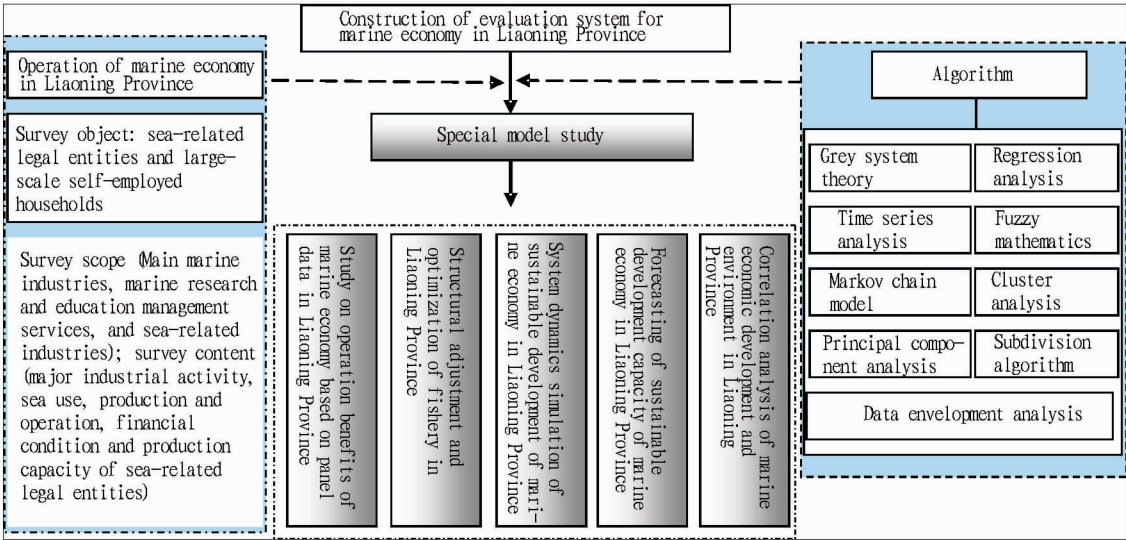 Construction of evaluation system for
marine economy in Liaoning Province
Operation of marine economy
in Liaoning Province
Survey object: sea-related
legal entities and large-
scale self-employed
households
Survey scope (Main marine
industries, marine research
and education management
services, and sea-related
industries); survey content
(major industrial activity,
sea use, production and
operation, financial
condition and production
capacity of sea-related
legal entities)
Special model study
Study on operation benefits of
marine economy based on panel
data in Liaoning Province
Structural adjustment and
optimization of fishery in
Liaoning Province
System dynamics simulation of
sustainable development of mari-
ne economy in Liaoning Province
Forecasting of sustainable
development capacity of marine
economy in Liaoning Province
Correlation analysis of marine
economic development and
environment in Liaoning
Province
Algorithm
Grey system
theory
Regression
analysis
Time series
analysis
Fuzzy
mathematics
Markov chain
model
Cluster
analysis
Principal compo-
nent analysis
Subdivision
algorithm
Data envelopment analysis